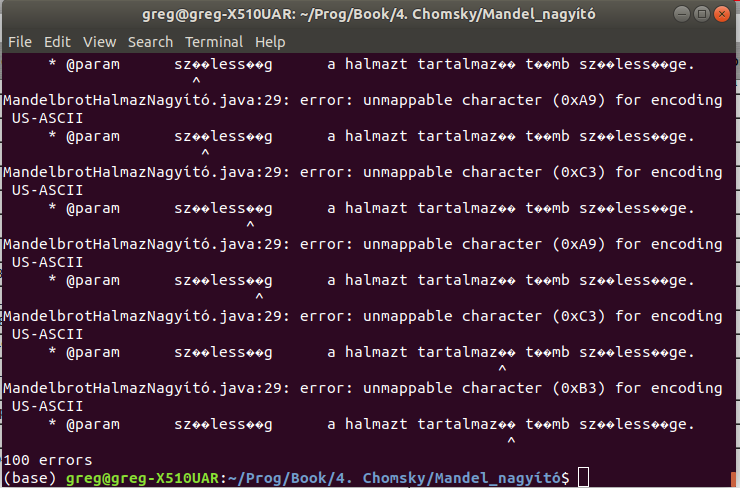 greg@greg-X510UAR: ~/Prog/Book/4. Chomsky/Mandel_nagyító
File Edit View Search Terminal Help
* @param sz��less��g a halmazt tartalmaz�� t��mb sz��less��ge.
^
MandelbrotHalmazNagyító.java:29: error: unmappable character (0xA9) for encoding
US-ASCII
* @param sz��less��g a halmazt tartalmaz�� t��mb sz��less��ge.
^
MandelbrotHalmazNagyító.java:29: error: unmappable character (0xC3) for encoding
US-ASCII
* @param sz��less��g a halmazt tartalmaz�� t��mb sz��less��ge.
^
MandelbrotHalmazNagyító.java:29: error: unmappable character (0xA9) for encoding
US-ASCII
* @param sz��less��g a halmazt tartalmaz�� t��mb sz��less��ge.
^
MandelbrotHalmazNagyító.java:29: error: unmappable character (0xC3) for encoding
US-ASCII
* @param sz��less��g a halmazt tartalmaz�� t��mb sz��less��ge.
^
MandelbrotHalmazNagyító.java:29: error: unmappable character (0xB3) for encoding
US-ASCII
* @param sz��less��g a halmazt tartalmaz�� t��mb sz��less��ge.
^
100 errors
(base) greg@greg-X510UAR:~/Prog/Book/4. Chomsky/Mandel_nagyító$